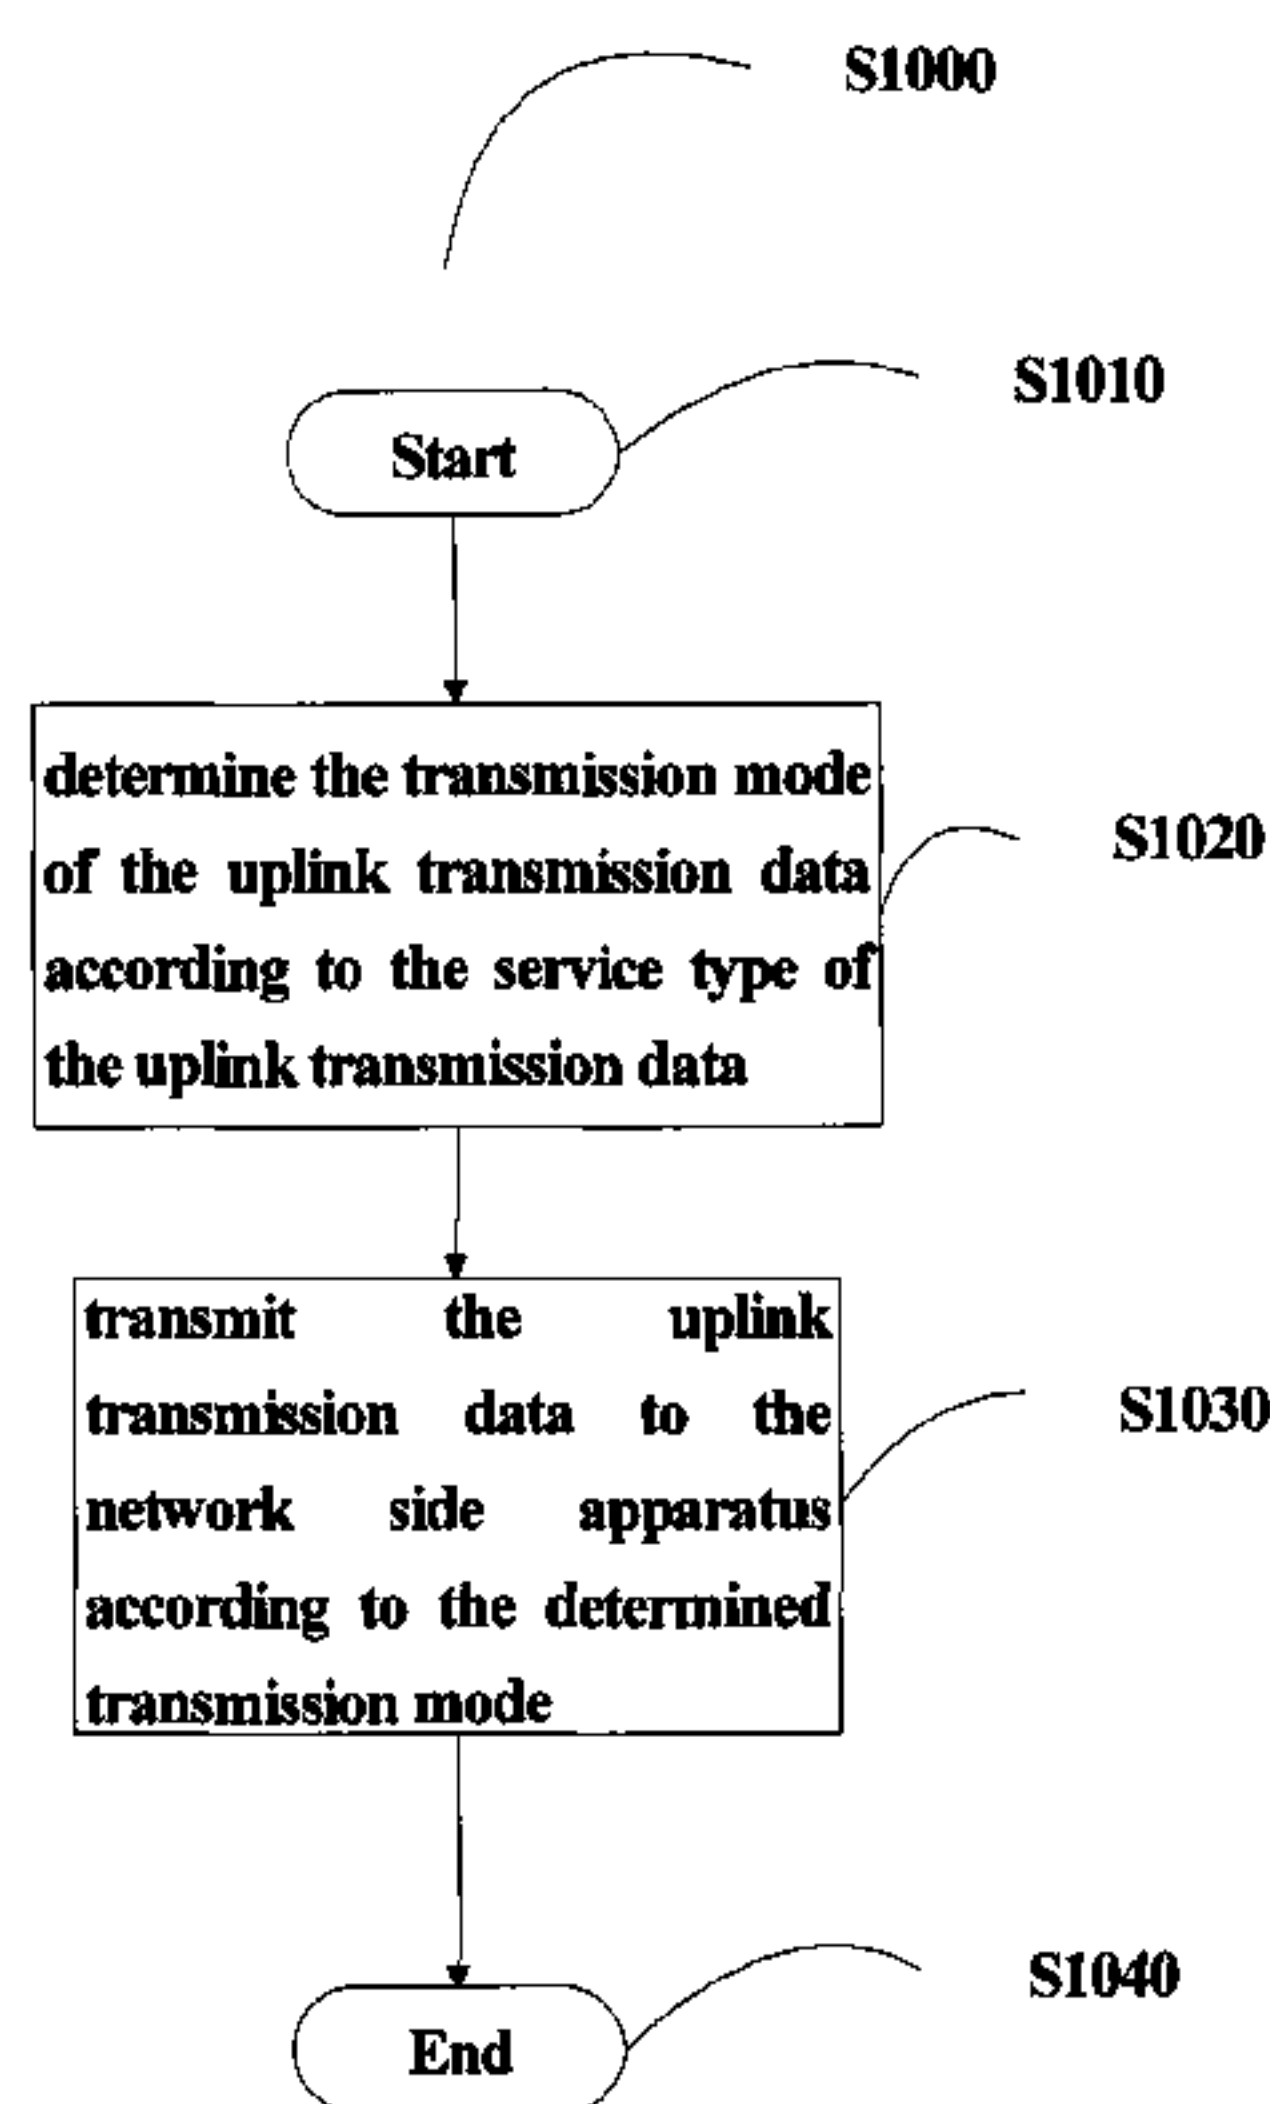 S1000
S1010
Start
determine the transmission mode
of the uplink transmission data
according to the service type of
the uplink transmission data
S1020
transmit the uplink
transmission data to the
network side apparatus
according to the determined
transmission mode
S1030
S1040
End